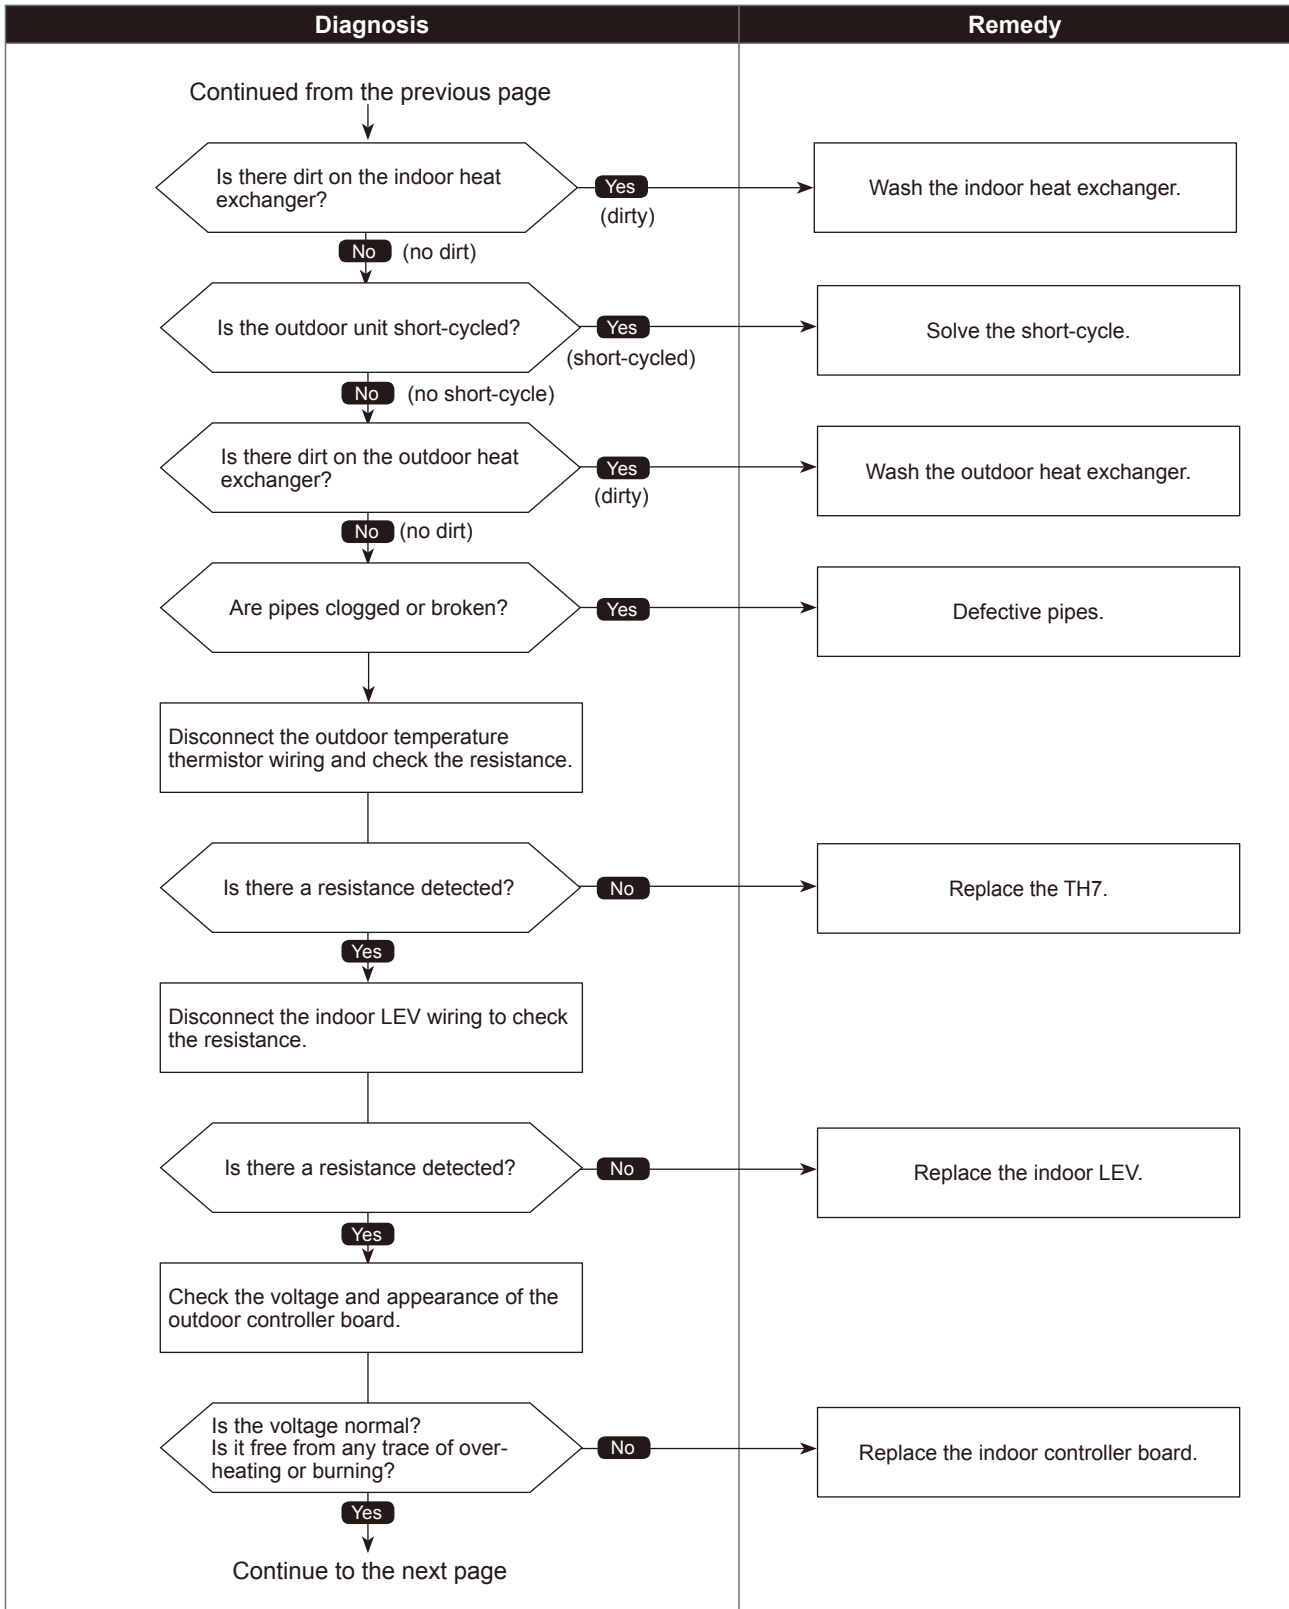 Diagnosis
Remedy
Continued from the previous page
Is there dirt on the indoor heat
exchanger?
Yes
(dirty)
Wash the indoor heat exchanger.
No (no dirt)
Is the outdoor unit short-cycled?
Yes
(short-cycled)
Solve the short-cycle.
No (no short-cycle)
Is there dirt on the outdoor heat
exchanger?
Yes
(dirty)
Wash the outdoor heat exchanger.
No (no dirt)
Are pipes clogged or broken?
Yes
Defective pipes.
Disconnect the outdoor temperature
thermistor wiring and check the resistance.
Is there a resistance detected?
No
Replace the TH7.
Yes
Disconnect the indoor LEV wiring to check
the resistance.
Is there a resistance detected?
No
Replace the indoor LEV.
Yes
Check the voltage and appearance of the
outdoor controller board.
Is the voltage normal?
Is it free from any trace of over-
heating or burning?
No
Replace the indoor controller board.
Yes
Continue to the next page